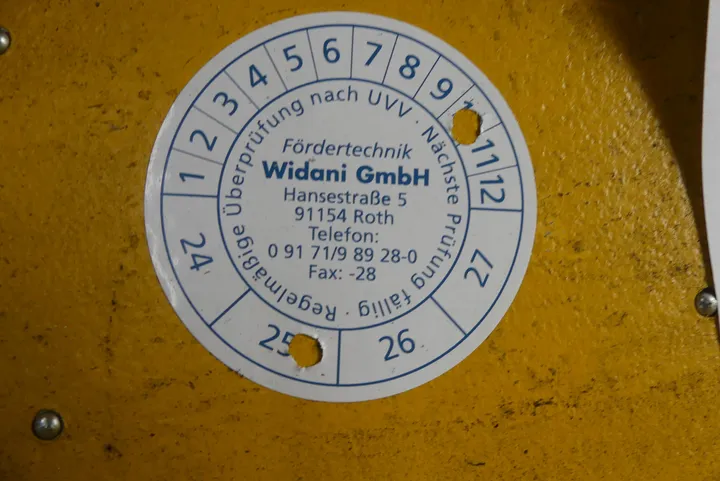 1 2 3 4 5 6 7 8 9 1 11 12
Regelmäßige Überprüfung nach UVV · Nächste Prüfung fällig ·
Fördertechnik
Widani GmbH
Hansestraße 5
91154 Roth
Telefon:
0 91 71/9 89 28-0
Fax: -28
24 25 26 27